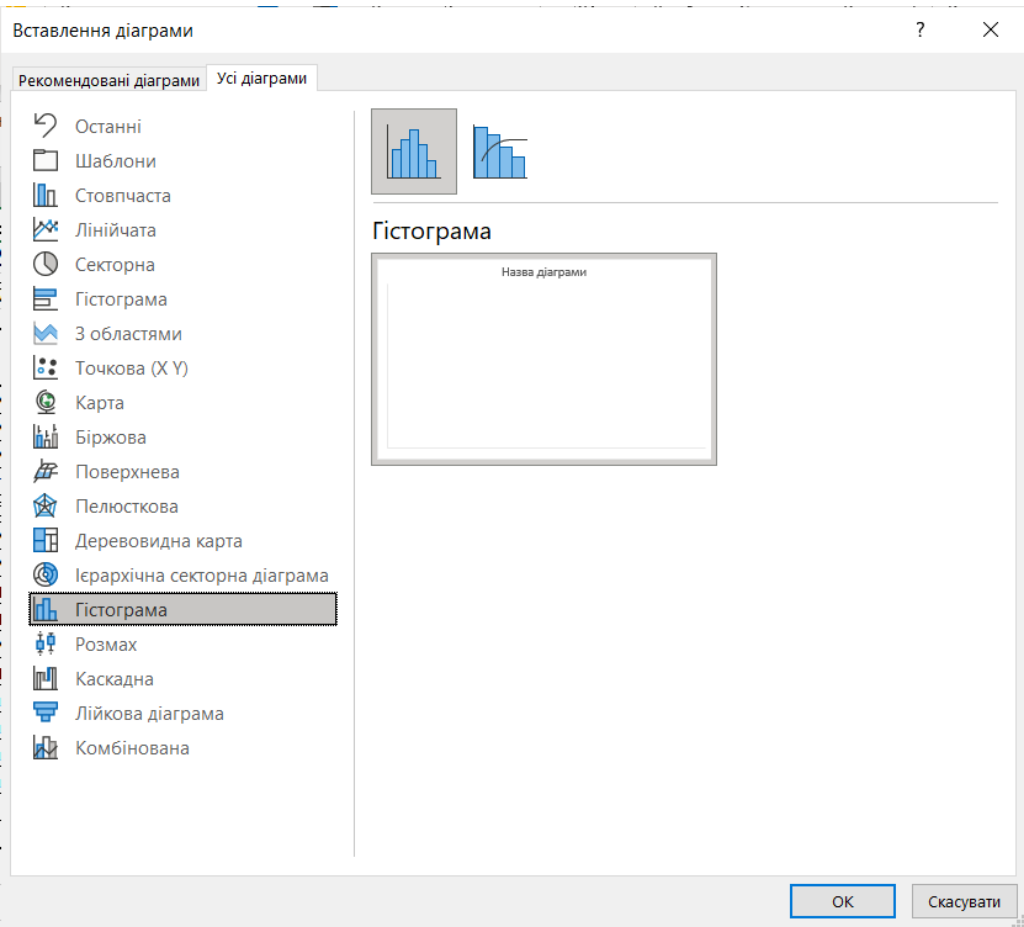 Вставлення діаграми
?
Рекомендовані діаграми
Усі діаграми
Останні
Шаблони
Стовпчаста
Лінійчата
Секторна
Гістограма
З областями
Точкова (X Y)
Карта
Біржова
Поверхнева
Пелюсткова
Деревовидна карта
Ієрархічна секторна діаграма
Гістограма
Розмах
Каскадна
Лійкова діаграма
Комбінована
Гістограма
Назва діаграми
ОК
Скасувати